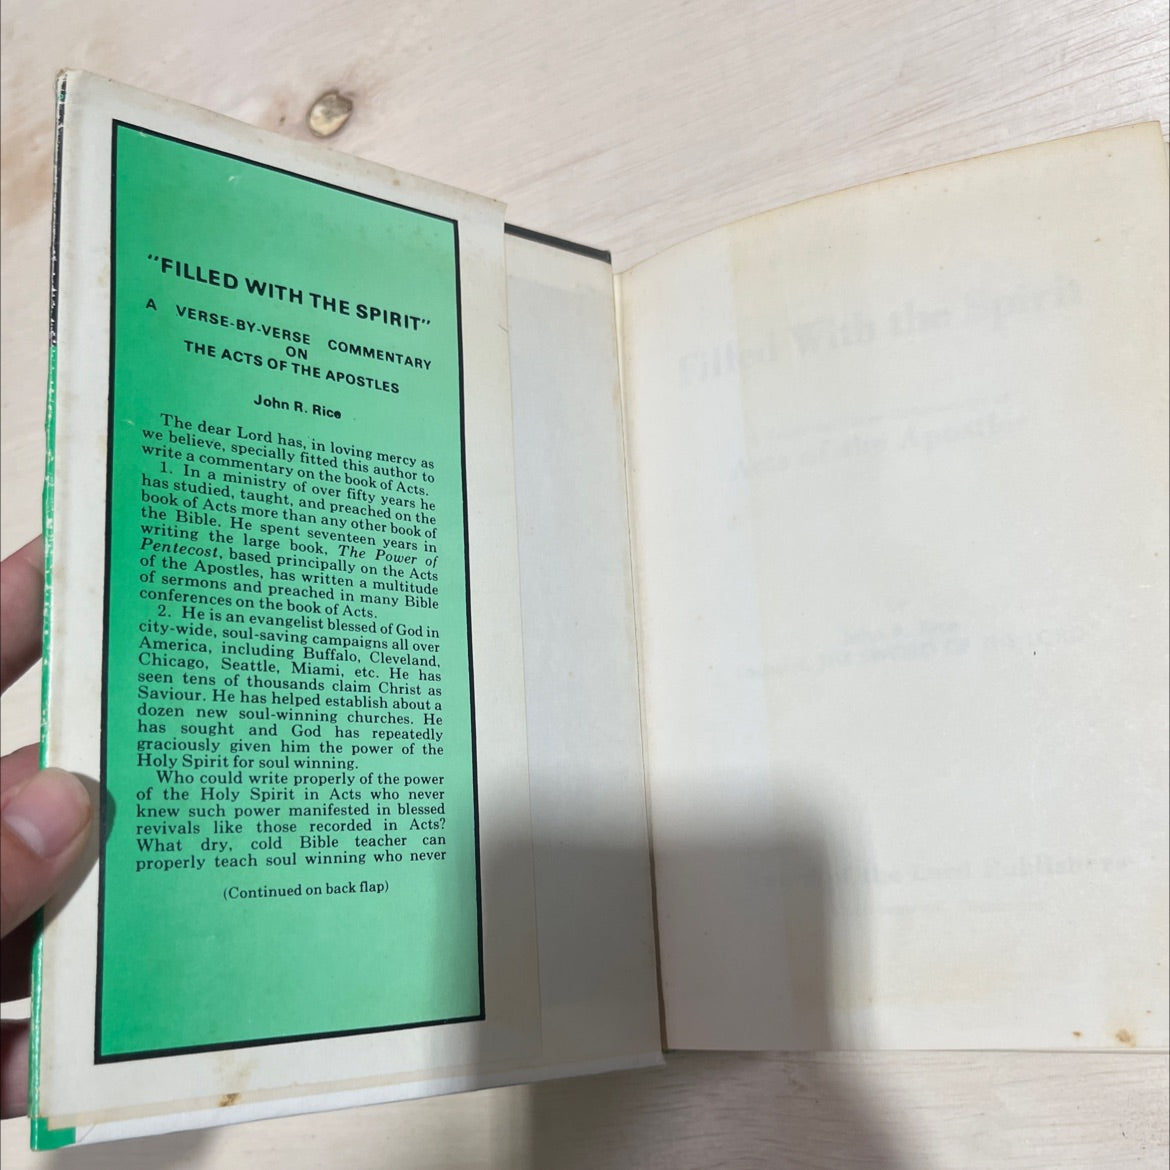 "FILLED WITH THE SPIRIT"
A VERSE-BY-VERSE COMMENTARY
ON
THE ACTS OF THE APOSTLES
John R. Rice
The dear Lord has, in loving mercy as
we believe, specially fitted this author to
write a commentary on the book of Acts.
1. In a ministry of over fifty years he
has studied, taught, and preached on the
book of Acts more than any other book of
the Bible. He spent seventeen years in
writing the large book, The Power of
Pentecost, based principally on the Acts
of the Apostles, has written a multitude
of sermons and preached in many Bible
conferences on the book of Acts.
2. He is an evangelist blessed of God in
city-wide, soul-saving campaigns all over
America, including Buffalo, Cleveland,
Chicago, Seattle, Miami, etc. He has
seen tens of thousands claim Christ as
Saviour. He has helped establish about a
dozen new soul-winning churches. He
has sought and God has repeatedly
graciously given him the power of the
Holy Spirit for soul winning.
Who could write properly of the power
of the Holy Spirit in Acts who never
knew such power manifested in blessed
revivals like those recorded in Acts?
What dry, cold Bible teacher can
properly teach soul winning who never
(Continued on back flap)
Filled With the Spirit
of the Lord Publishers